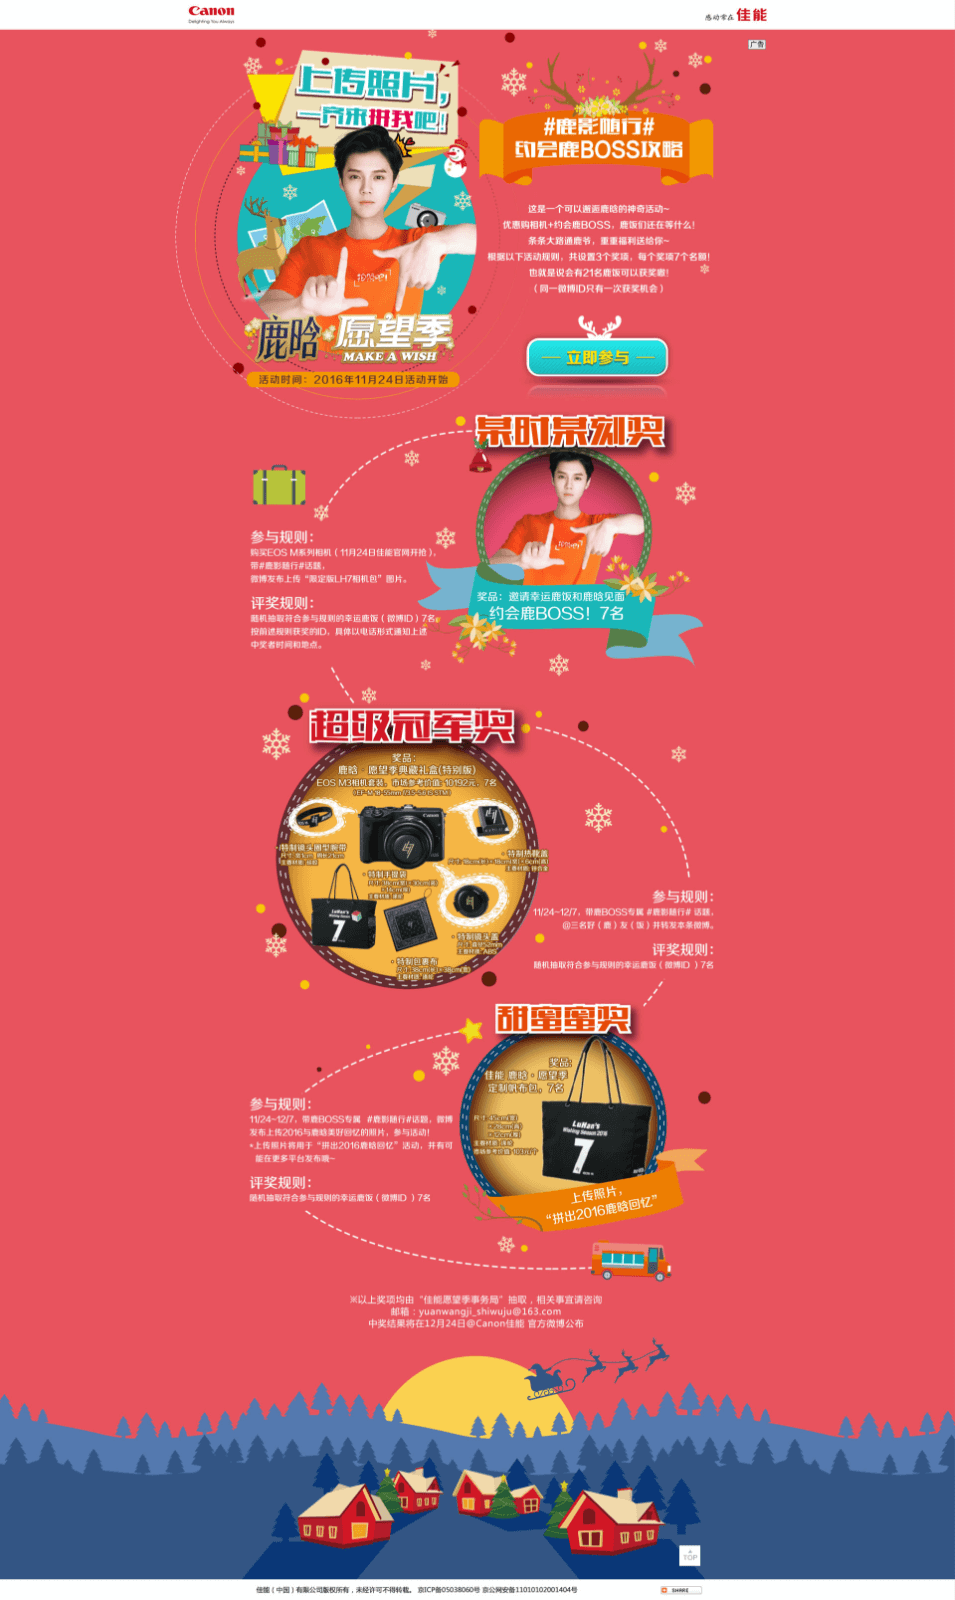 Canon
Delighting You Always
感动常在 佳能
广告
上传照片，
一齐来拼我吧！
#鹿影随行#
约会鹿BOSS攻略
这是一个可以邂逅鹿晗的神奇活动~
优惠购相机+约会鹿BOSS，鹿饭们还在等什么！
条条大路通鹿爷，重重福利送给你~
根据以下活动规则，共设置3个奖项，每个奖项7个名额！
也就是说会有21名鹿饭可以获奖喔！
（同一微博ID只有一次获奖机会）
立即参与
鹿晗·愿望季
MAKE A WISH
活动时间：2016年11月24日活动开始
某时某刻奖
参与规则：
购买EOS M系列相机（11月24日佳能官网开抢），
带#鹿影随行#话题，
微博发布上传“限定版LH7相机包”图片。
评奖规则：
随机抽取符合参与规则的幸运鹿饭（微博ID）7名。
按前述规则获奖的ID，具体以电话形式通知上述
中奖者时间和地点。
奖品：邀请幸运鹿饭和鹿晗见面
约会鹿BOSS！7名
超级冠军奖
奖品：
鹿晗·愿望季典藏礼盒(特别版)
EOS M3相机套装，市场参考价值：10192元，7名
Canon
·特制镜头圈型腕带
·特制热靴盖
·特制手提袋
·特制镜头盖
尺寸：直径52mm
·特制包裹布
LuHan's
7
参与规则：
11/24~12/7，带鹿BOSS专属 #鹿影随行# 话题，
@三名好（鹿）友（饭）并转发本条微博。
评奖规则：
随机抽取符合参与规则的幸运鹿饭（微博ID ）7名
甜蜜蜜奖
奖品：
佳能 鹿晗·愿望季
定制帆布包，7名
LuHan's
Wishing Season 2016
7
上传照片，
“拼出2016鹿晗回忆”
参与规则：
11/24~12/7，带鹿BOSS专属 #鹿影随行#话题，微博
发布上传2016与鹿晗美好回忆的照片，参与活动！
*上传照片将用于“拼出2016鹿晗回忆”活动，并有可
能在更多平台发布哦~
评奖规则：
随机抽取符合参与规则的幸运鹿饭（微博ID ）7名
※以上奖项均由“佳能愿望季事务局”抽取，相关事宜请咨询
邮箱：yuanwangji_shiwuju@163.com
中奖结果将在12月24日@Canon佳能 官方微博公布
TOP
佳能（中国）有限公司版权所有，未经许可不得转载。 京ICP备05038060号 京公网安备11010102001404号
SHARE